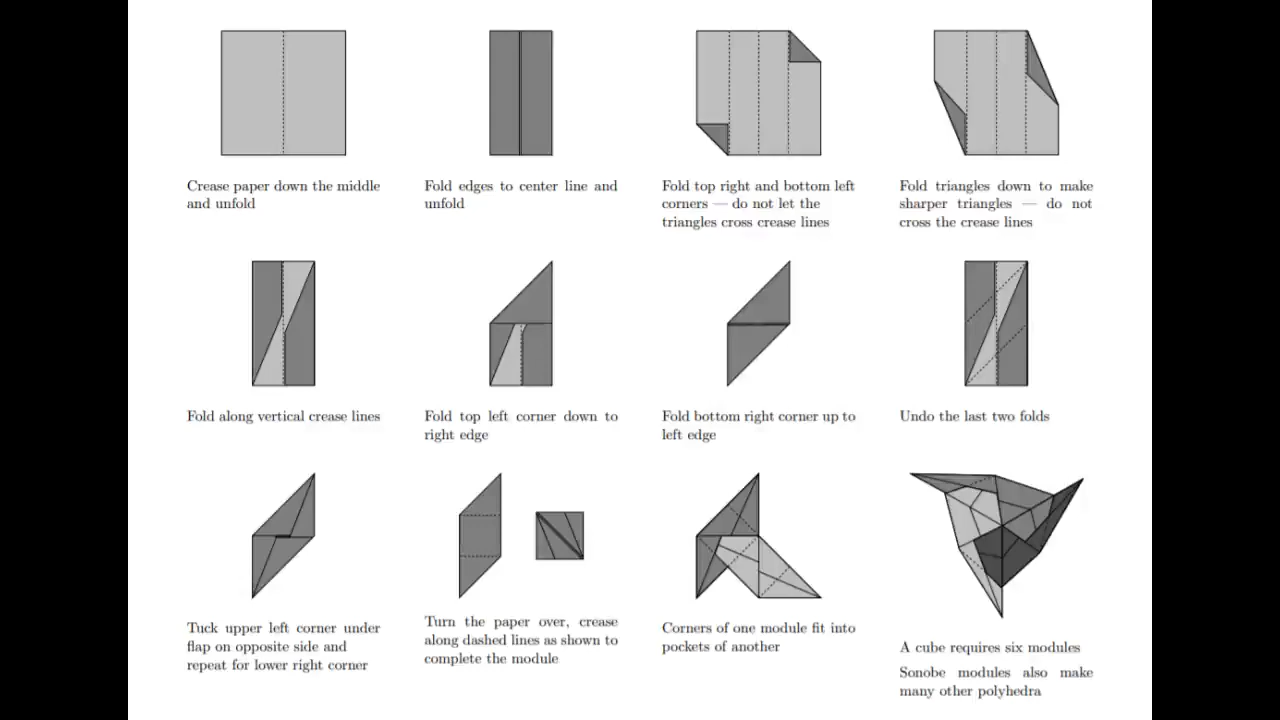 Crease paper down the middle
and unfold
Fold edges to center line and
unfold
Fold top right and bottom left
corners — do not let the
triangles cross crease lines
Fold triangles down to make
sharper triangles — do not
cross the crease lines
Fold along vertical crease lines
Fold top left corner down to
right edge
Fold bottom right corner up to
left edge
Undo the last two folds
Tuck upper left corner under
flap on opposite side and
repeat for lower right corner
Turn the paper over, crease
along dashed lines as shown to
complete the module
Corners of one module fit into
pockets of another
A cube requires six modules
Sonobe modules also make
many other polyhedra